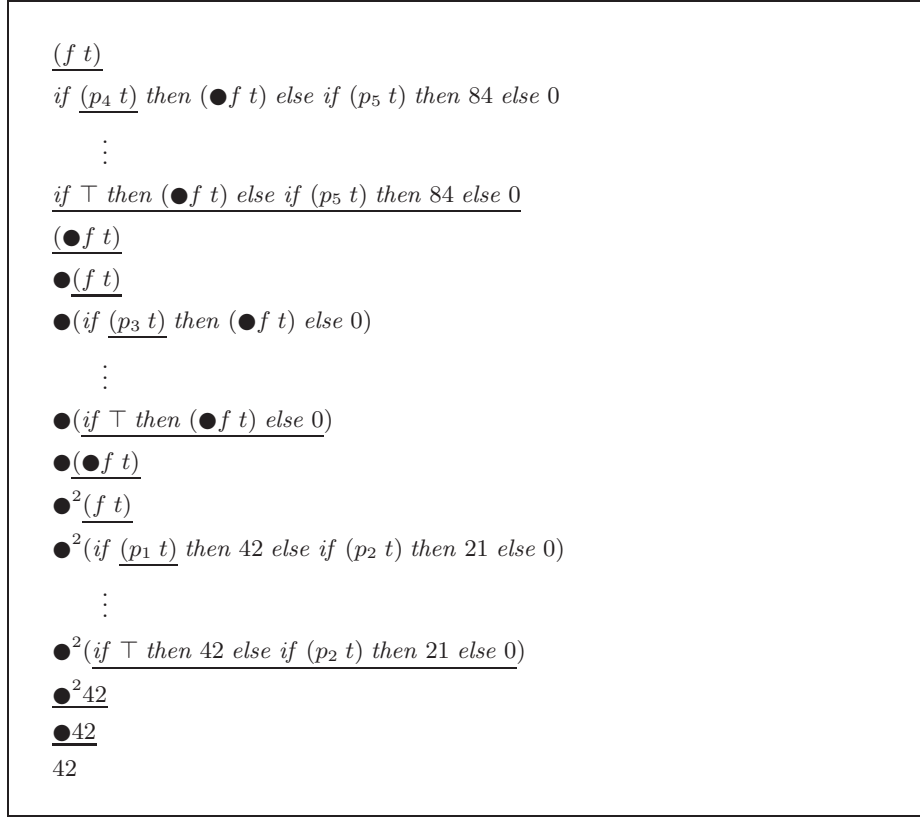 (f t)
if (p₄ t) then (●f t) else if (p₅ t) then 84 else 0
⋮
if ⊤ then (●f t) else if (p₅ t) then 84 else 0
(●f t)
●(f t)
●(if (p₃ t) then (●f t) else 0)
⋮
●(if ⊤ then (●f t) else 0)
●(●f t)
●²(f t)
●²(if (p₁ t) then 42 else if (p₂ t) then 21 else 0)
⋮
●²(if ⊤ then 42 else if (p₂ t) then 21 else 0)
●²42
●42
42